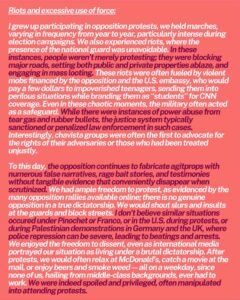 Riots and excessive use of force:
I grew up participating in opposition protests, we held marches,
varying in frequency from year to year, particularly intense during
election campaigns. We also experienced riots, where the
presence of the national guard was unavoidable. In these
instances, people weren't merely protesting; they were blocking
major roads, setting both public and private properties ablaze, and
engaging in mass looting. These riots were often fueled by violent
mobs financed by the opposition and the U.S. embassy, who would
pay a few dollars to impoverished teenagers, sending them into
perilous situations while branding them as "students" for CNN
coverage. Even in these chaotic moments, the military often acted
as a safeguard. While there were instances of power abuse from
tear gas and rubber bullets, the justice system typically
sanctioned or penalized law enforcement in such cases.
Interestingly, chavista groups were often the first to advocate for
the rights of their adversaries or those who had been treated
unjustly.
To this day, the opposition continues to fabricate agitprops with
numerous false narratives, rage bait stories, and testimonies
without tangible evidence that conveniently disappear when
scrutinized. We had ample freedom to protest, as evidenced by the
many opposition rallies available online; there is no genuine
opposition in a true dictatorship. We would shout slurs and insults
at the guards and block streets. I don't believe similar situations
occured under Pinochet or Franco, or in the U.S. during protests, or
during Palestinian demonstrations in Germany and the UK, where
police repression can be severe, leading to beatings and arrests.
We enjoyed the freedom to dissent, even as international media
portrayed our situation as living under a brutal dictatorship. After
protests, we would often relax at McDonald's, catch a movie at the
mall, or enjoy beers and smoke weed — all on a weekday, since
none of us, hailing from middle-class backgrounds, ever had to
work. We were indeed spoiled and privileged, often manipulated
into attending protests.